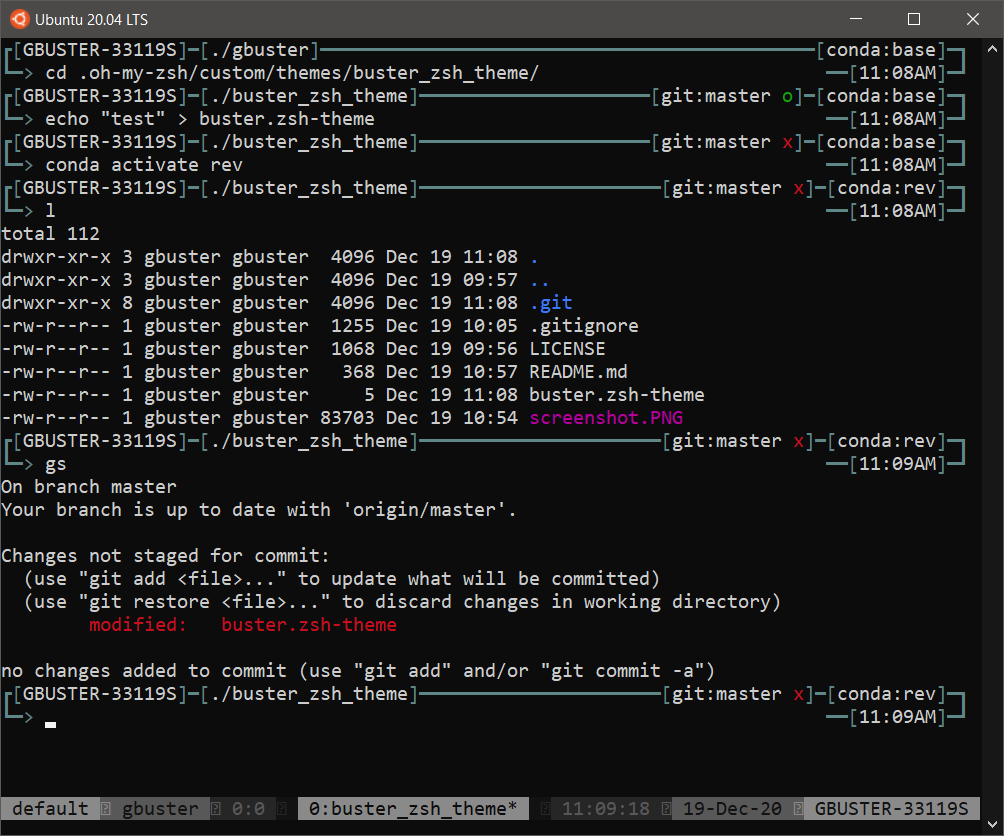 Ubuntu 20.04 LTS
[GBUSTER-33119S]-[./gbuster] [conda:base]
> cd .oh-my-zsh/custom/themes/buster_zsh_theme/ [11:08AM]
[GBUSTER-33119S]-[./buster_zsh_theme] [git:master o]-[conda:base]
> echo "test" > buster.zsh-theme [11:08AM]
[GBUSTER-33119S]-[./buster_zsh_theme] [git:master x]-[conda:base]
> conda activate rev [11:08AM]
[GBUSTER-33119S]-[./buster_zsh_theme] [git:master x]-[conda:rev]
> l [11:08AM]
total 112
drwxr-xr-x 3 gbuster gbuster  4096 Dec 19 11:08 .
drwxr-xr-x 3 gbuster gbuster  4096 Dec 19 09:57 ..
drwxr-xr-x 8 gbuster gbuster  4096 Dec 19 11:08 .git
-rw-r--r-- 1 gbuster gbuster  1255 Dec 19 10:05 .gitignore
-rw-r--r-- 1 gbuster gbuster  1068 Dec 19 09:56 LICENSE
-rw-r--r-- 1 gbuster gbuster   368 Dec 19 10:57 README.md
-rw-r--r-- 1 gbuster gbuster     5 Dec 19 11:08 buster.zsh-theme
-rw-r--r-- 1 gbuster gbuster 83703 Dec 19 10:54 screenshot.PNG
[GBUSTER-33119S]-[./buster_zsh_theme] [git:master x]-[conda:rev]
> gs [11:09AM]
On branch master
Your branch is up to date with 'origin/master'.
Changes not staged for commit:
(use "git add <file>..." to update what will be committed)
(use "git restore <file>..." to discard changes in working directory)
modified:   buster.zsh-theme
no changes added to commit (use "git add" and/or "git commit -a")
[GBUSTER-33119S]-[./buster_zsh_theme] [git:master x]-[conda:rev]
> [11:09AM]
default gbuster 0:0 0:buster_zsh_theme* 11:09:18 19-Dec-20 GBUSTER-33119S